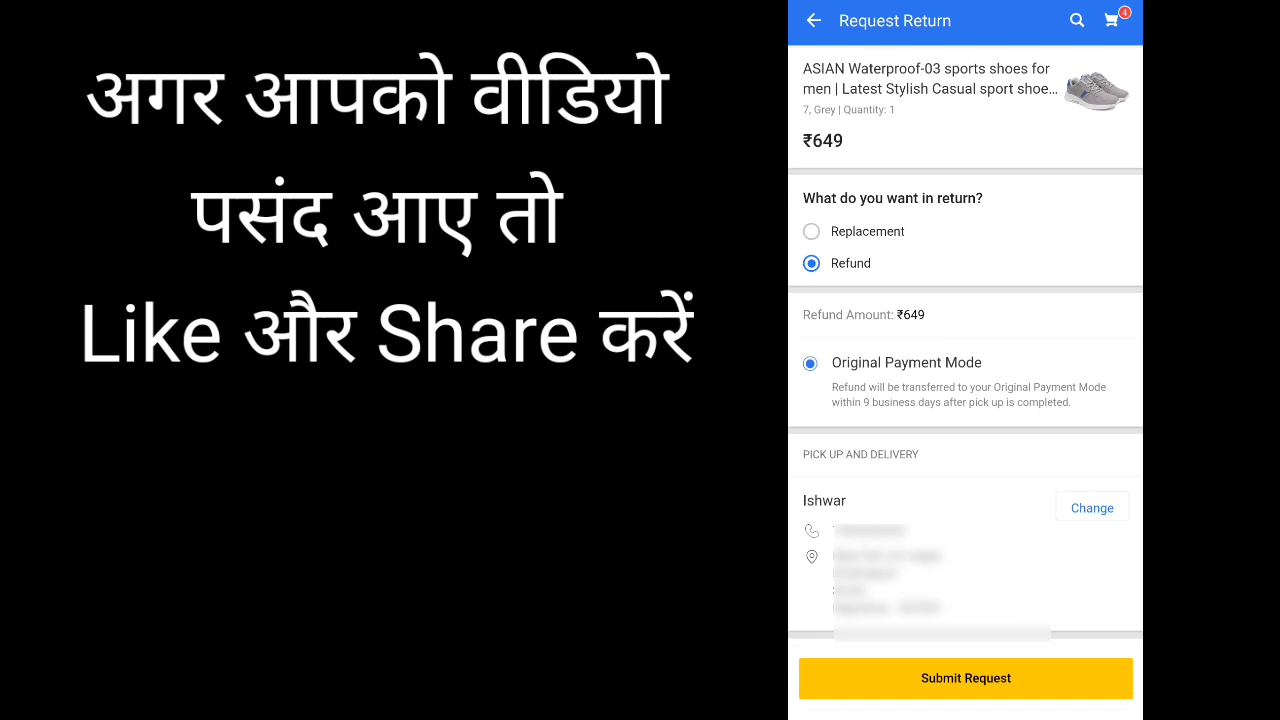 अगर आपको वीडियो
पसंद आए तो
Like और Share करें
Request Return
4
ASIAN Waterproof-03 sports shoes for
men | Latest Stylish Casual sport shoe...
7, Grey | Quantity: 1
₹649
What do you want in return?
Replacement
Refund
Refund Amount: ₹649
Original Payment Mode
Refund will be transferred to your Original Payment Mode
within 9 business days after pick up is completed.
PICK UP AND DELIVERY
Ishwar
Change
Submit Request